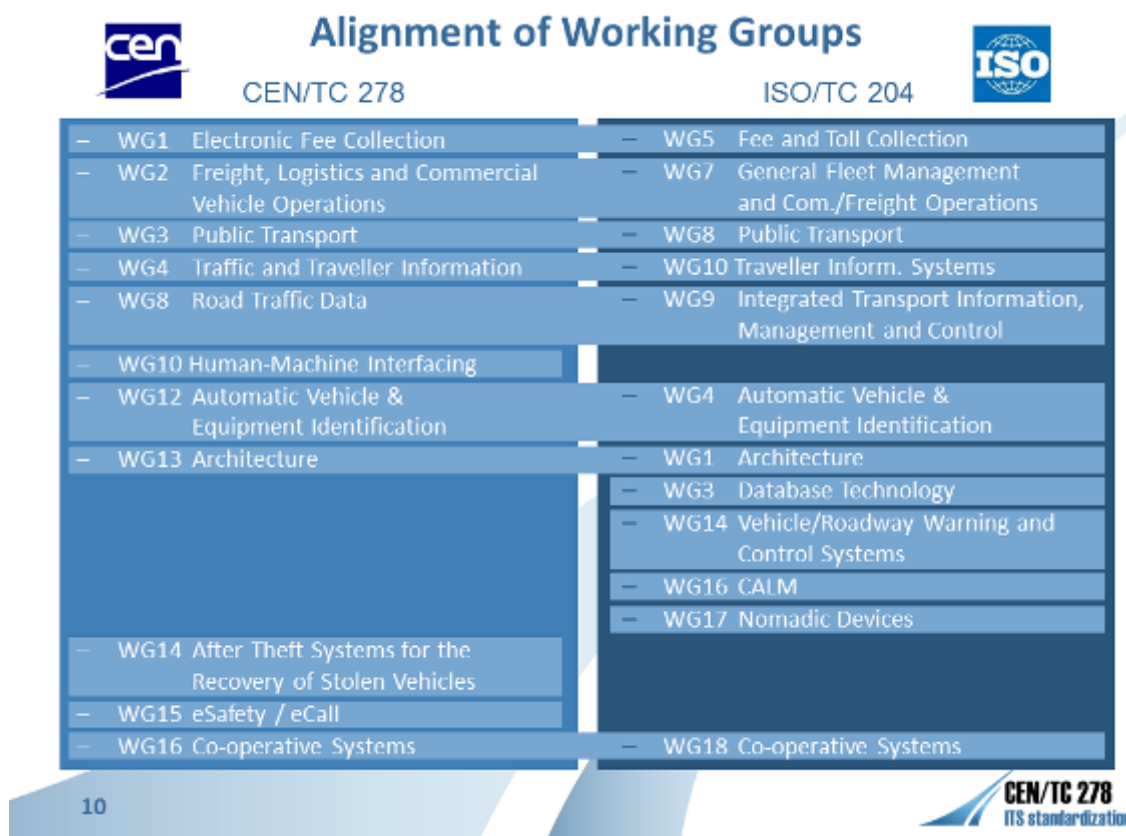 cen
Alignment of Working Groups
ISO
CEN/TC 278
ISO/TC 204
– WG1 Electronic Fee Collection
– WG2 Freight, Logistics and Commercial
Vehicle Operations
– WG3 Public Transport
– WG4 Traffic and Traveller Information
– WG8 Road Traffic Data
– WG10 Human-Machine Interfacing
– WG12 Automatic Vehicle &
Equipment Identification
– WG13 Architecture
– WG14 After Theft Systems for the
Recovery of Stolen Vehicles
– WG15 eSafety / eCall
– WG16 Co-operative Systems
– WG5 Fee and Toll Collection
– WG7 General Fleet Management
and Com./Freight Operations
– WG8 Public Transport
– WG10 Traveller Inform. Systems
– WG9 Integrated Transport Information,
Management and Control
– WG4 Automatic Vehicle &
Equipment Identification
– WG1 Architecture
– WG3 Database Technology
– WG14 Vehicle/Roadway Warning and
Control Systems
– WG16 CALM
– WG17 Nomadic Devices
– WG18 Co-operative Systems
10
CEN/TC 278
ITS standardizatio